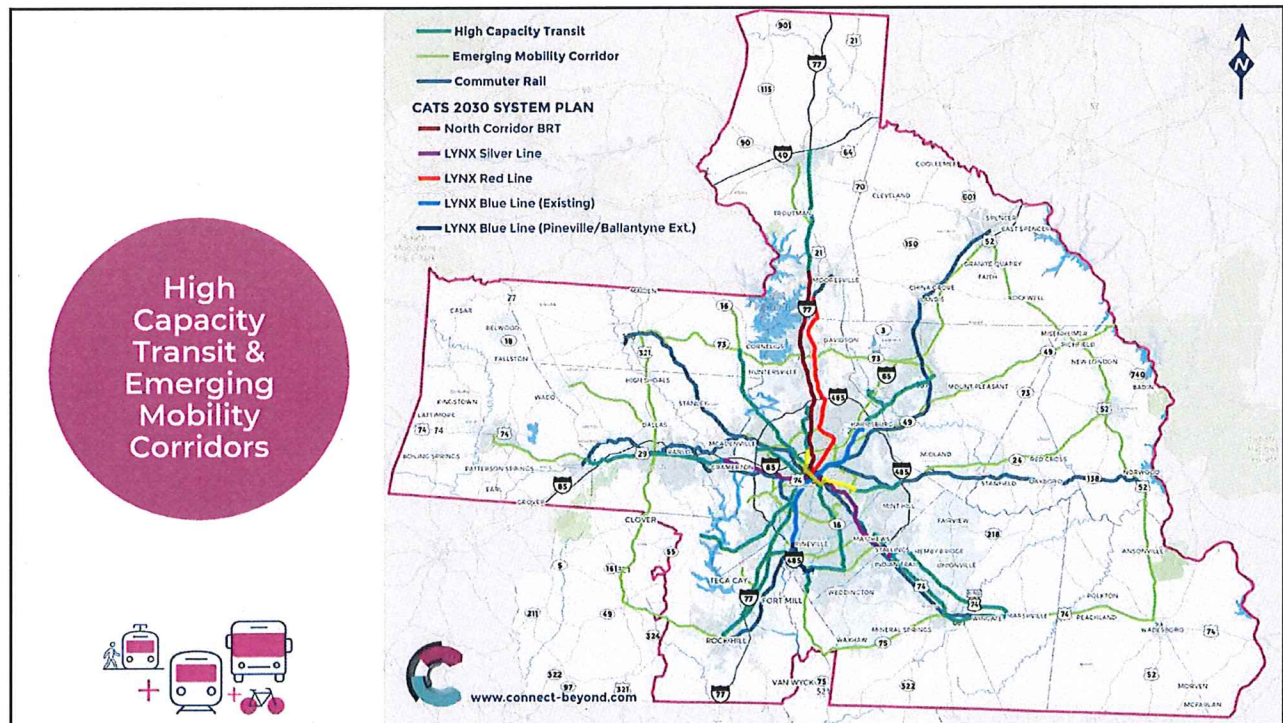 High
Capacity
Transit &
Emerging
Mobility
Corridors
High Capacity Transit
Emerging Mobility Corridor
Commuter Rail
CATS 2030 SYSTEM PLAN
North Corridor BRT
LYNX Silver Line
LYNX Red Line
LYNX Blue Line (Existing)
LYNX Blue Line (Pineville/Ballantyne Ext.)
N
901
21
77
115
90
40
64
70
COOLEEMEE
CLEVELAND
601
SPENCER
EAST SPENCER
TROUTMAN
52
150
GRANITE QUARRY
FAITH
21
MOORESVILLE
CHINA GROVE
LANDIS
ROCKWELL
77
MAIDEN
16
27
CASAR
BELWOOD
18
FALLSTON
3
DAVIDSON
CORNELIUS
73
73
321
HUNTERSVILLE
85
MISENHEIMER
RICHFIELD
49
NEW LONDON
740
BADIN
HIGH SHOALS
MOUNT PLEASANT
73
KINGSTOWN
WACO
STANLEY
485
LATTIMORE
DALLAS
HARRISBURG
49
52
74
74
74
MCADENVILLE
MIDLAND
24
RED CROSS
BOILING SPRINGS
29
RANLO
CRAMERTON
85
485
PATTERSON SPRINGS
74
STANFIELD
OAKBORO
138
NORWOOD
EARL
85
52
GROVER
MINT HILL
CLOVER
16
FAIRVIEW
218
PINEVILLE
MATTHEWS
STALLINGS
HEMBY BRIDGE
ANSONVILLE
55
485
INDIAN TRAIL
UNIONVILLE
5
161
TEGA CAY
74
74
77
FORT MILL
WEDDINGTON
WINGATE
MARSHVILLE
74
POLKTON
PEACHLAND
211
49
MINERAL SPRINGS
WADESBORO
74
324
ROCK HILL
WAXHAW
75
322
97
321
VAN WYCK
75
521
522
52
77
MORVEN
MCFARLAN
www.connect-beyond.com